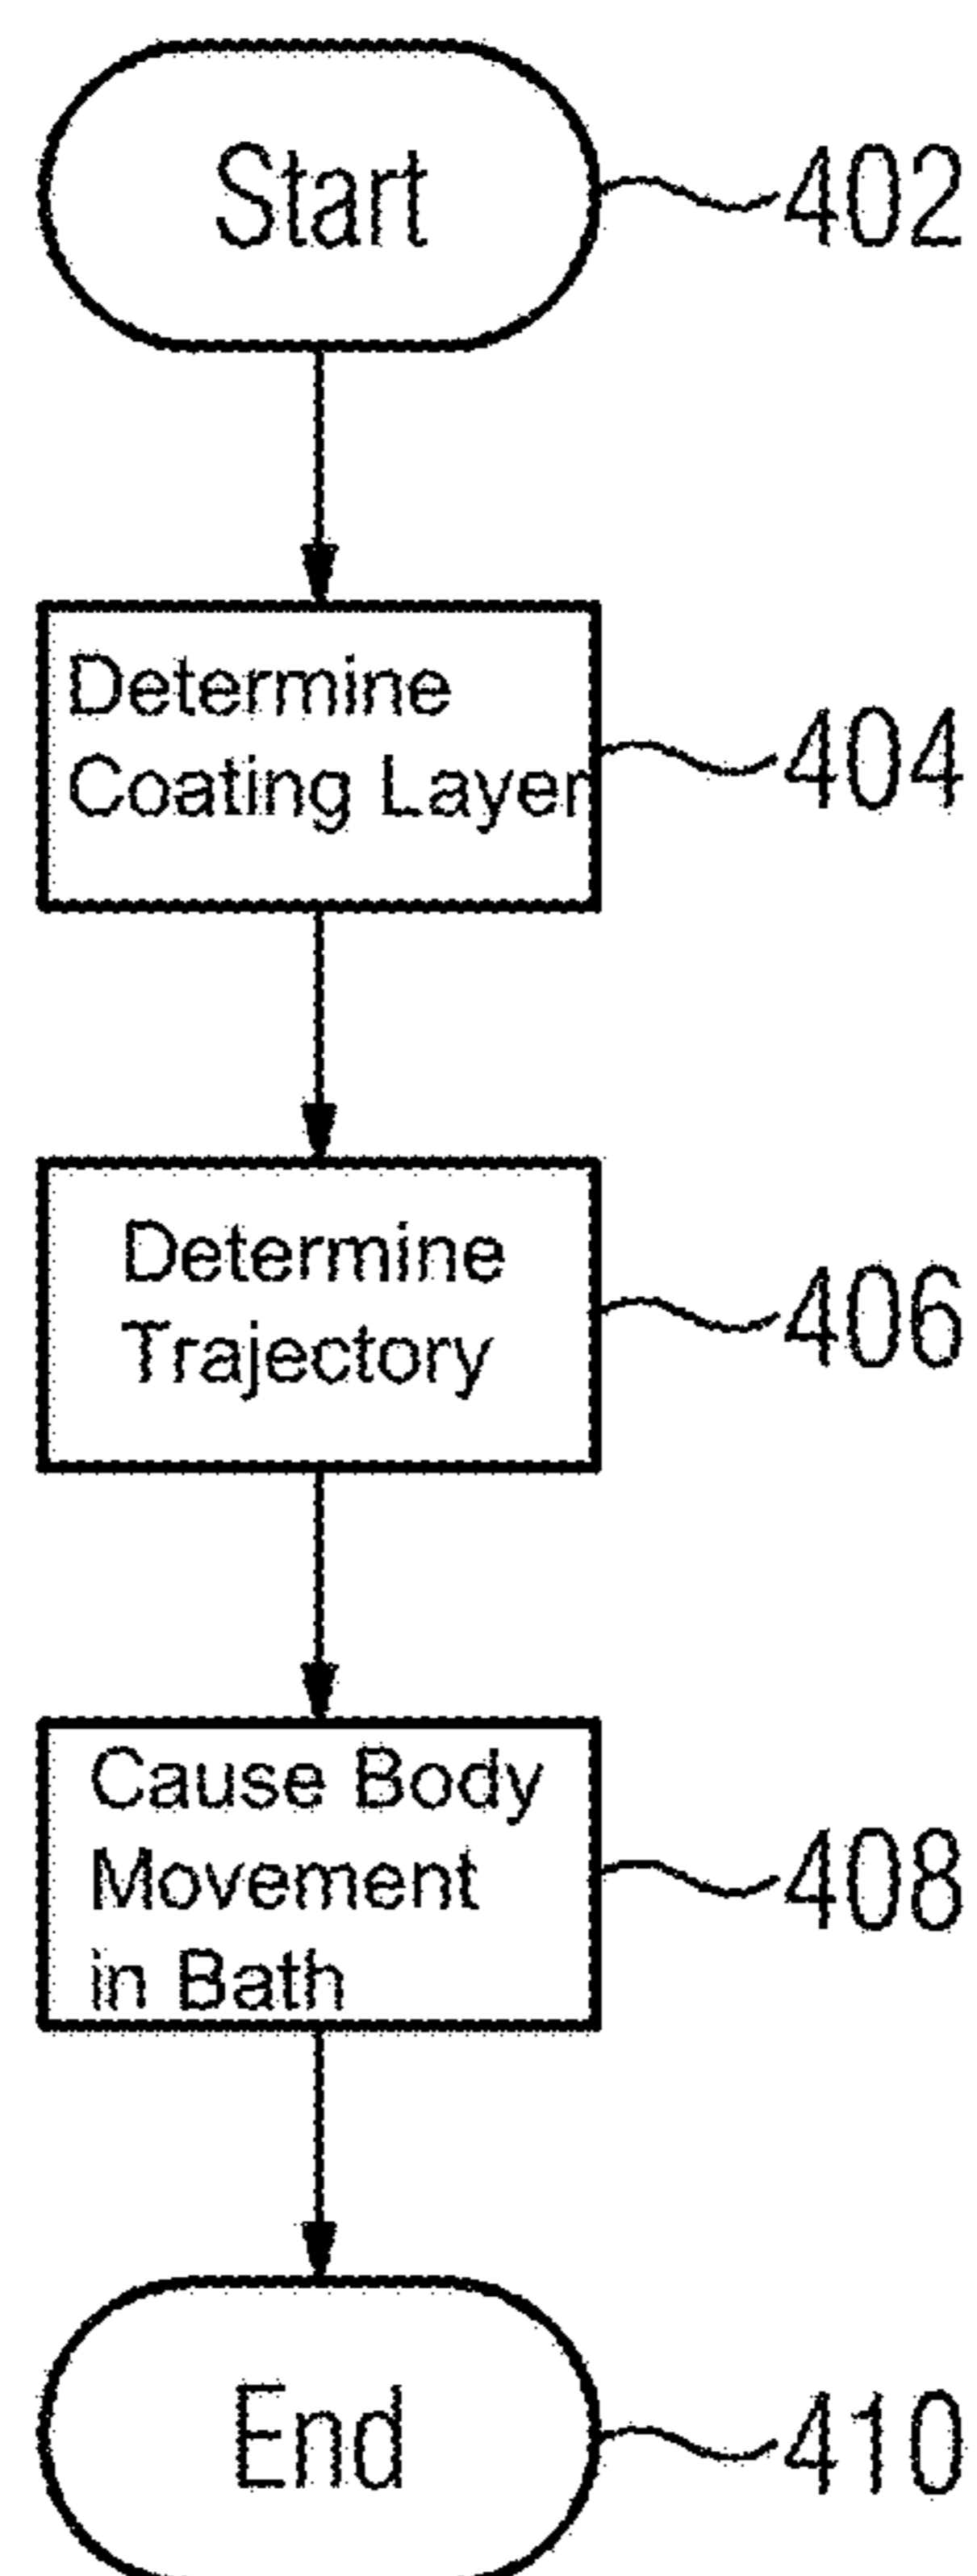 Start
402
Determine
Coating Layer
404
Determine
Trajectory
406
Cause Body
Movement
in Bath
408
End
410